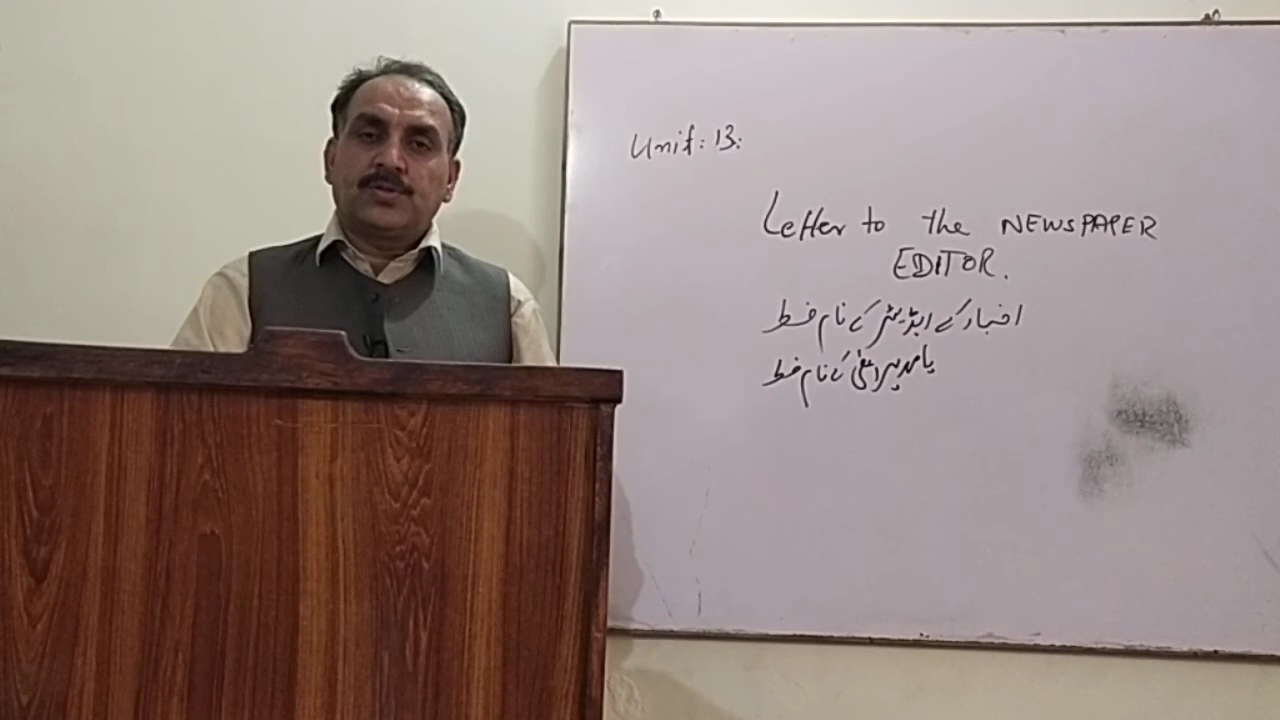 Unit: 13:
Letter to the NEWSPAPER
EDITOR.
اخبار کے ایڈیٹر کے نام خط
یا مدیر اعلیٰ کے نام خط